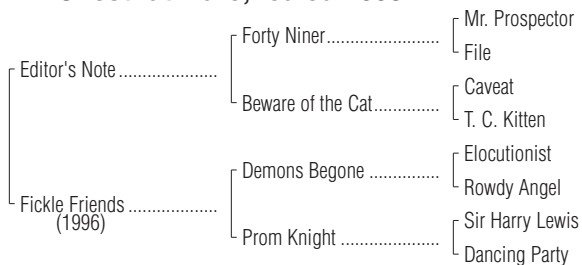 Mr. Prospector
Forty Niner
File
Editor's Note
Caveat
Beware of the Cat
T. C. Kitten
Elocutionist
Demons Begone
Rowdy Angel
Fickle Friends
(1996)
Sir Harry Lewis
Prom Knight
Dancing Party